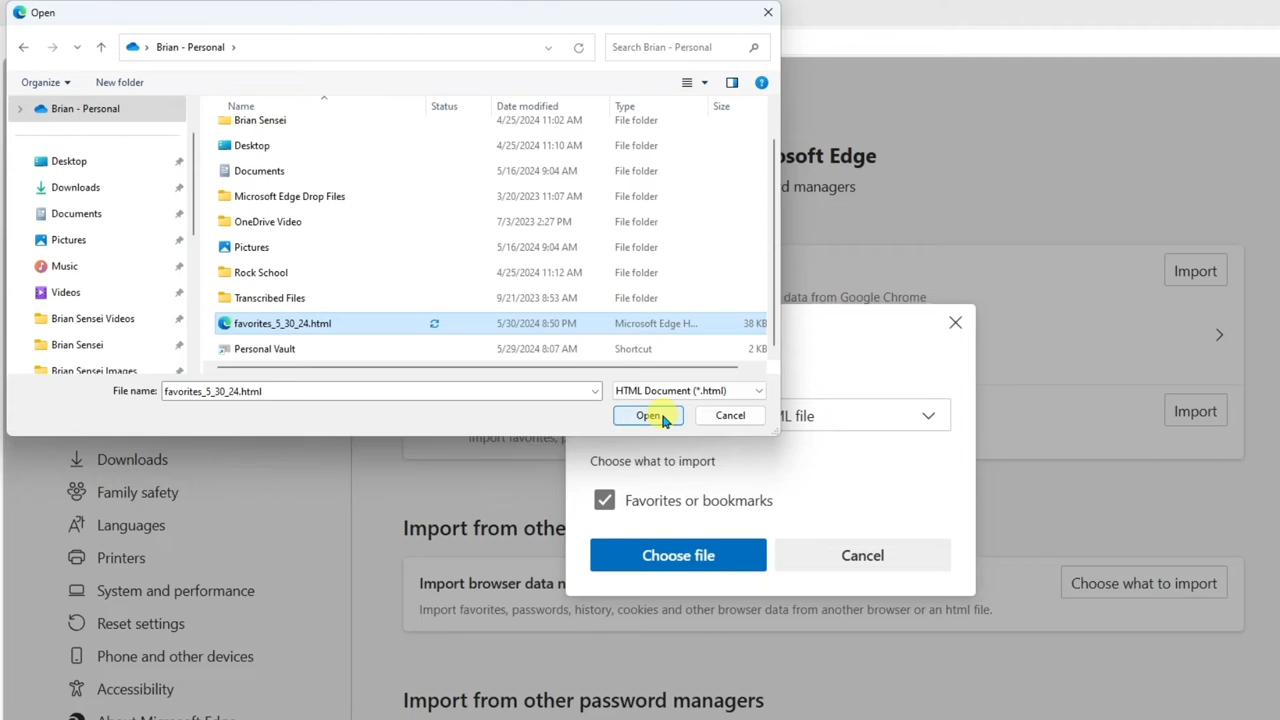 Open
Brian - Personal
Search Brian - Personal
Organize
New folder
Brian - Personal
Desktop
Downloads
Documents
Pictures
Music
Videos
Brian Sensei Videos
Brian Sensei
Brian Sensei Images
Name Status Date modified Type Size
Brian Sensei 4/25/2024 11:02 AM File folder
Desktop 4/25/2024 11:10 AM File folder
Documents 5/16/2024 9:04 AM File folder
Microsoft Edge Drop Files 3/20/2023 11:07 AM File folder
OneDrive Video 7/3/2023 2:27 PM File folder
Pictures 5/16/2024 9:04 AM File folder
Rock School 4/25/2024 11:12 AM File folder
Transcribed Files 9/21/2023 8:53 AM File folder
favorites_5_30_24.html 5/30/2024 8:50 PM Microsoft Edge H... 38 KB
Personal Vault 5/29/2024 8:07 AM Shortcut 2 KB
File name: favorites_5_30_24.html HTML Document (*.html)
Open Cancel
osoft Edge
d managers
Import
data from Google Chrome
Import
L file
Import favorites, p
Choose what to import
Favorites or bookmarks
Choose file Cancel
Downloads
Family safety
Languages
Printers
System and performance
Reset settings
Phone and other devices
Accessibility
About Microsoft Edge
Import from othe
Import browser data n
Choose what to import
Import favorites, passwords, history, cookies and other browser data from another browser or an html file.
Import from other password managers